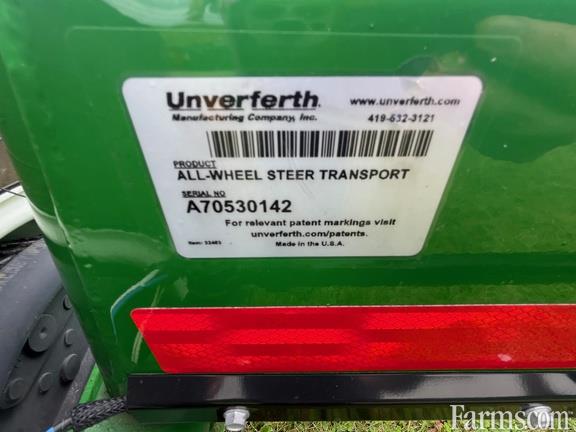 Unverferth
www.unverferth.com
Manufacturing Company, Inc.
419-532-3121
PRODUCT
ALL-WHEEL STEER TRANSPORT
SERIAL NO
A70530142
For relevant patent markings visit
unverferth.com/patents.
Made in the U.S.A.
Farms.com